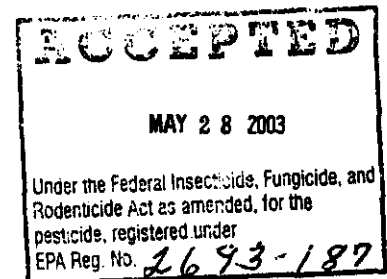 ACCEPTED
MAY 28 2003
Under the Federal Insecticide, Fungicide, and
Rodenticide Act as amended, for the
pesticide, registered under
EPA Reg. No. 2693-187